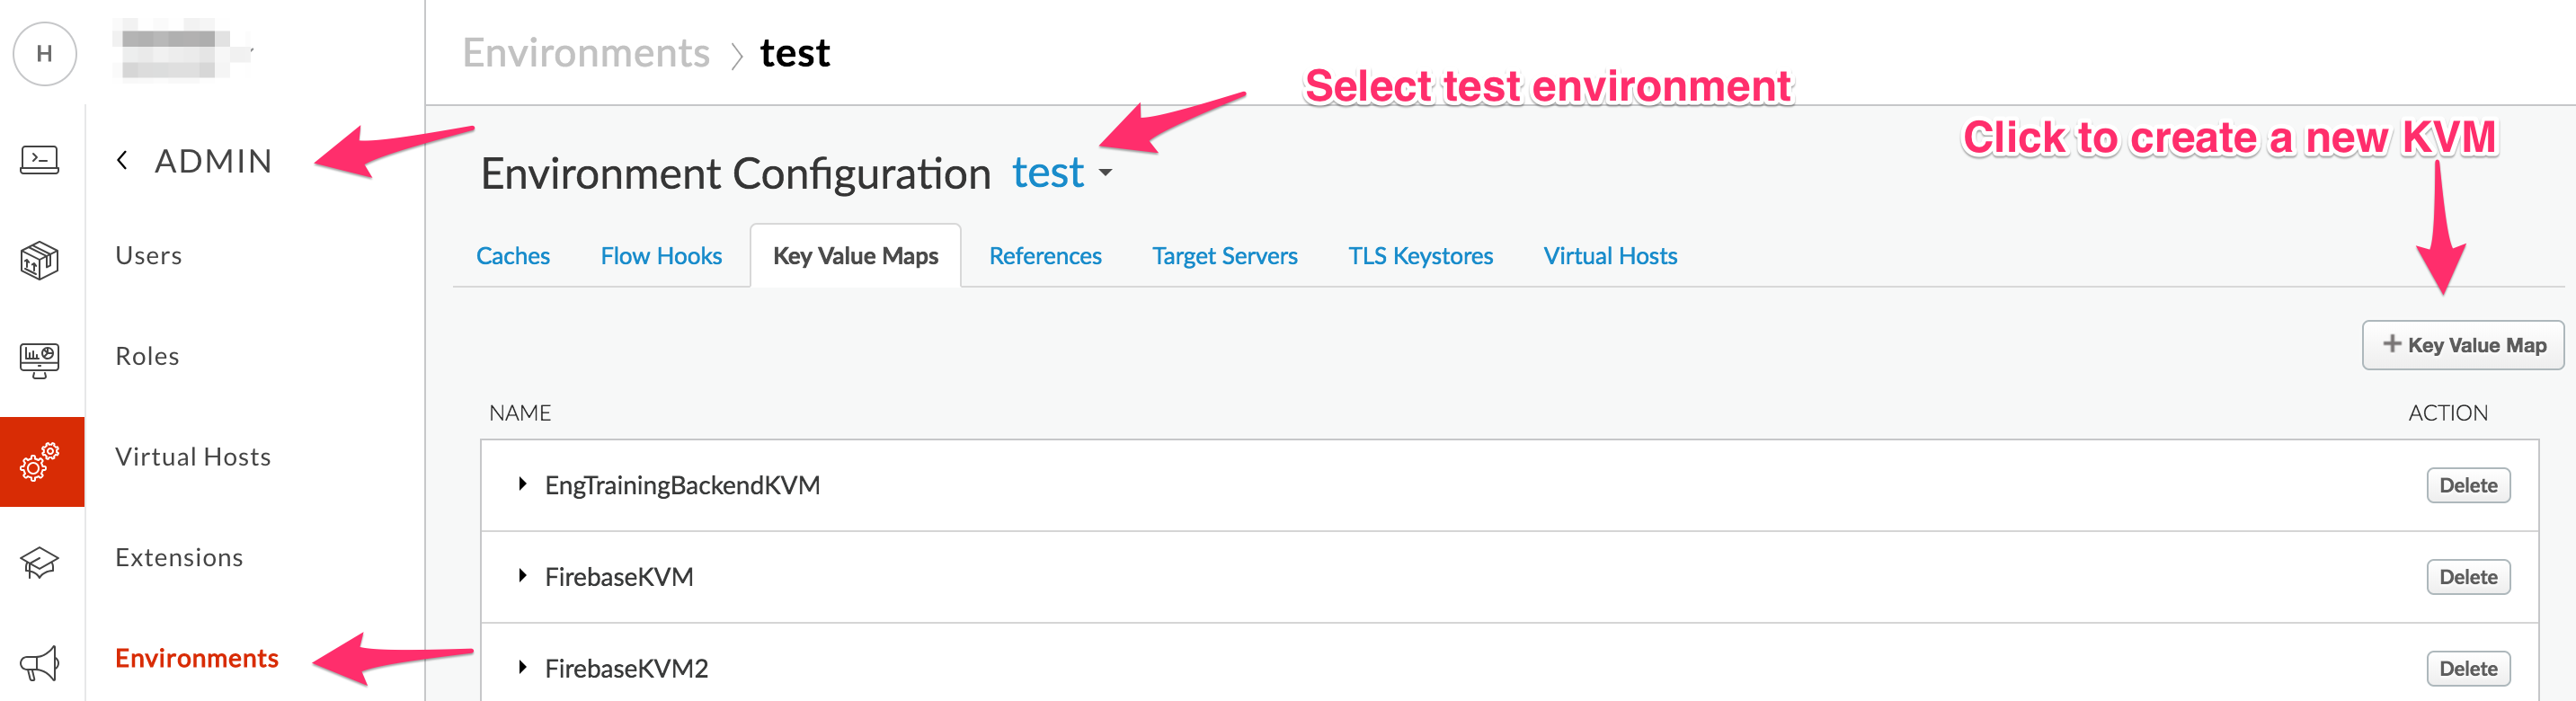 H
Environments > test
Select test environment
Click to create a new KVM
ADMIN
Environment Configuration test
Users
Caches Flow Hooks Key Value Maps References Target Servers TLS Keystores Virtual Hosts
Roles
+ Key Value Map
NAME ACTION
Virtual Hosts
EngTrainingBackendKVM Delete
Extensions
FirebaseKVM Delete
Environments
FirebaseKVM2 Delete